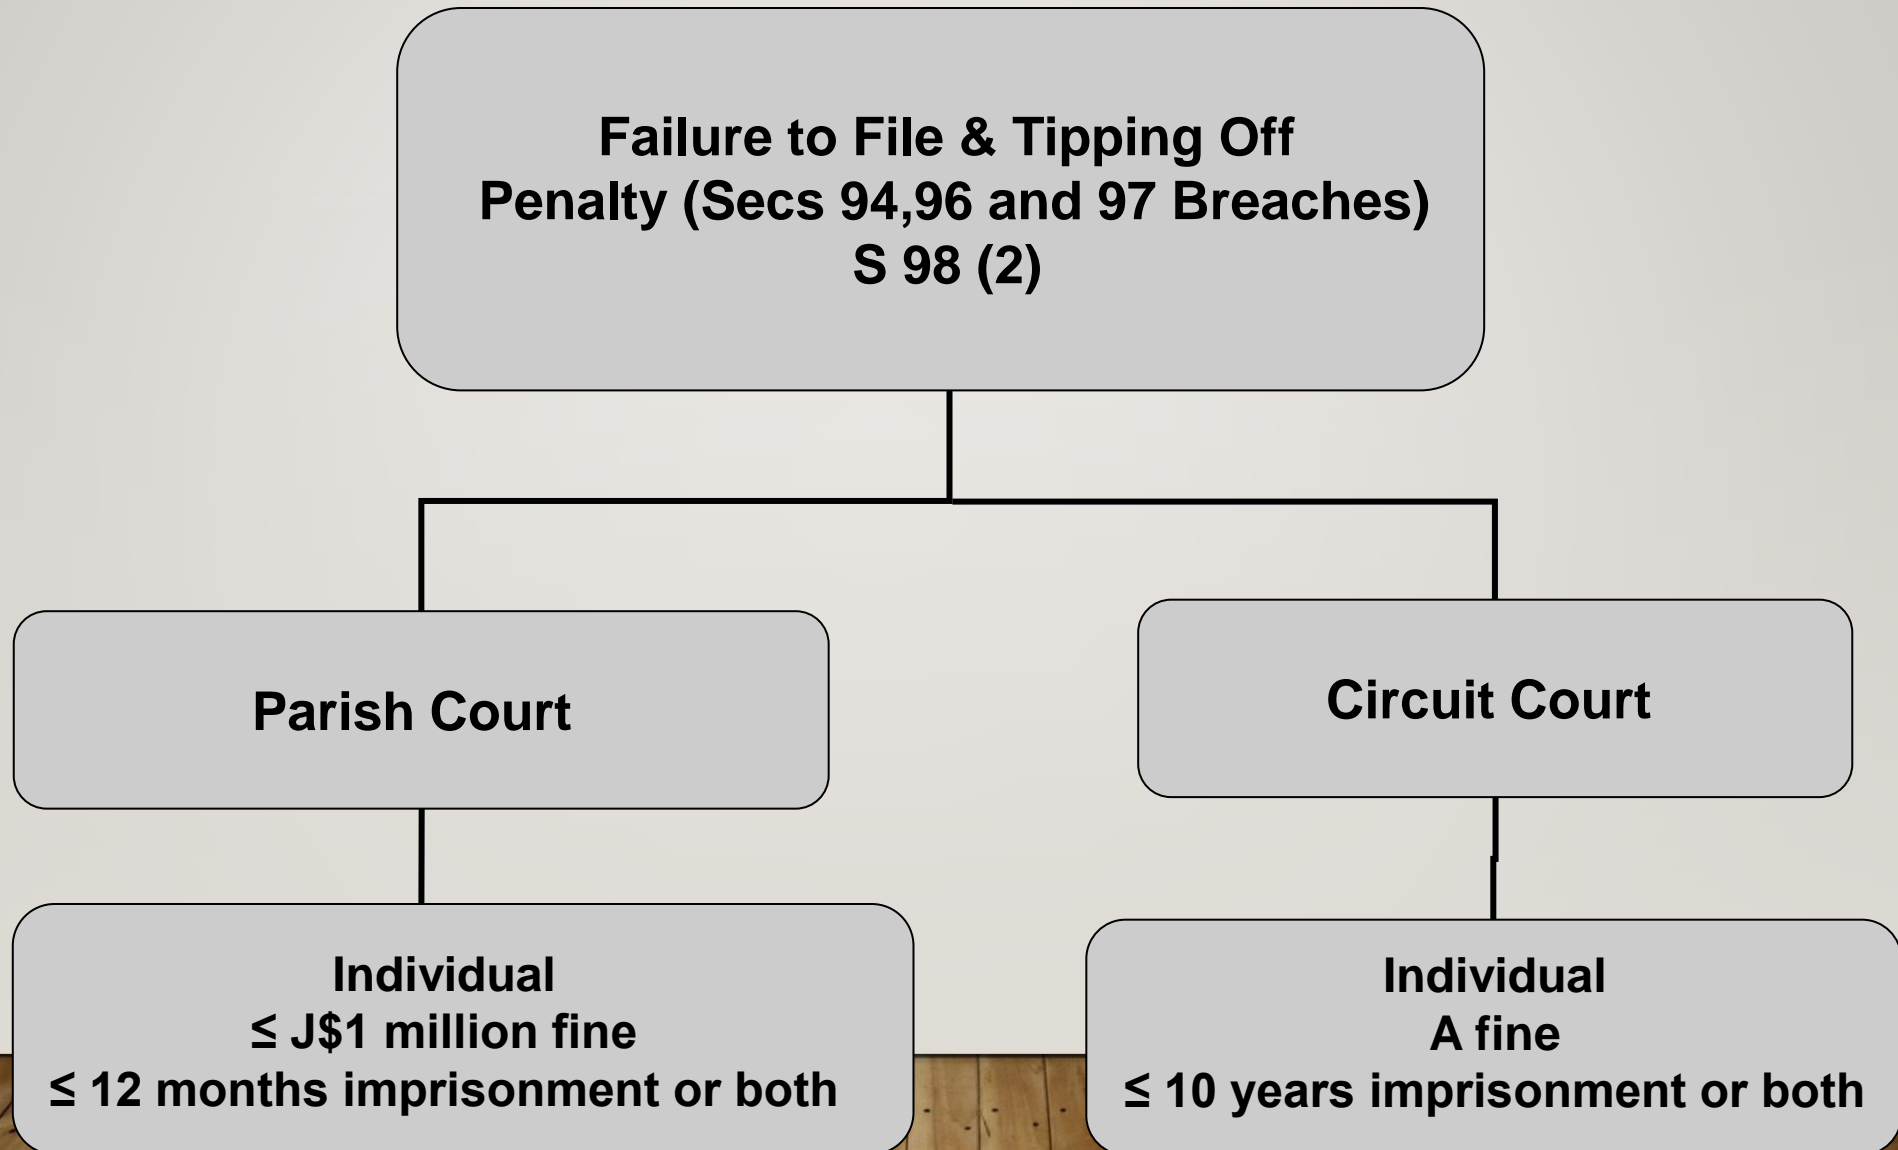 Failure to File & Tipping Off
Penalty (Secs 94,96 and 97 Breaches)
S 98 (2)
Parish Court
Circuit Court
Individual
≤ J$1 million fine
≤ 12 months imprisonment or both
Individual
A fine
≤ 10 years imprisonment or both